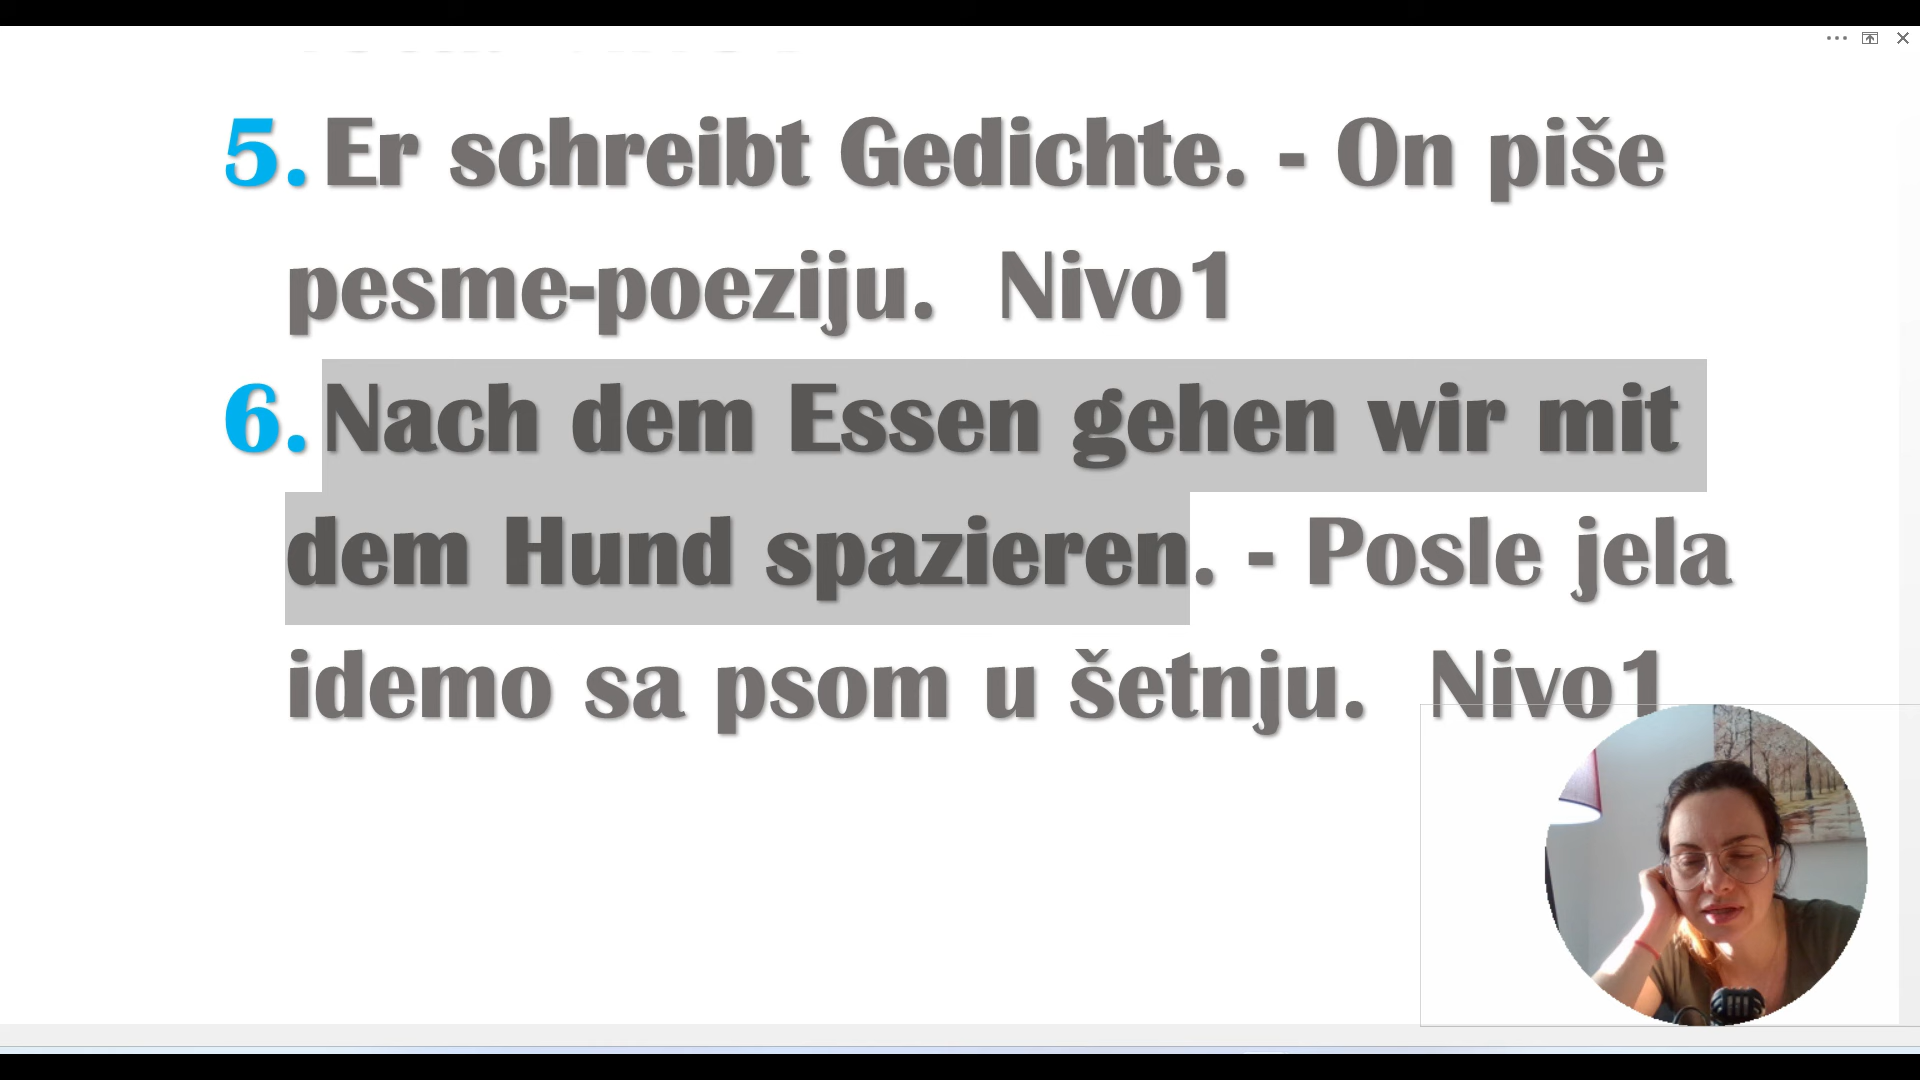 5. Er schreibt Gedichte. - On piše
pesme-poeziju. Nivo1
6. Nach dem Essen gehen wir mit
dem Hund spazieren. - Posle jela
idemo sa psom u šetnju. Nivo1